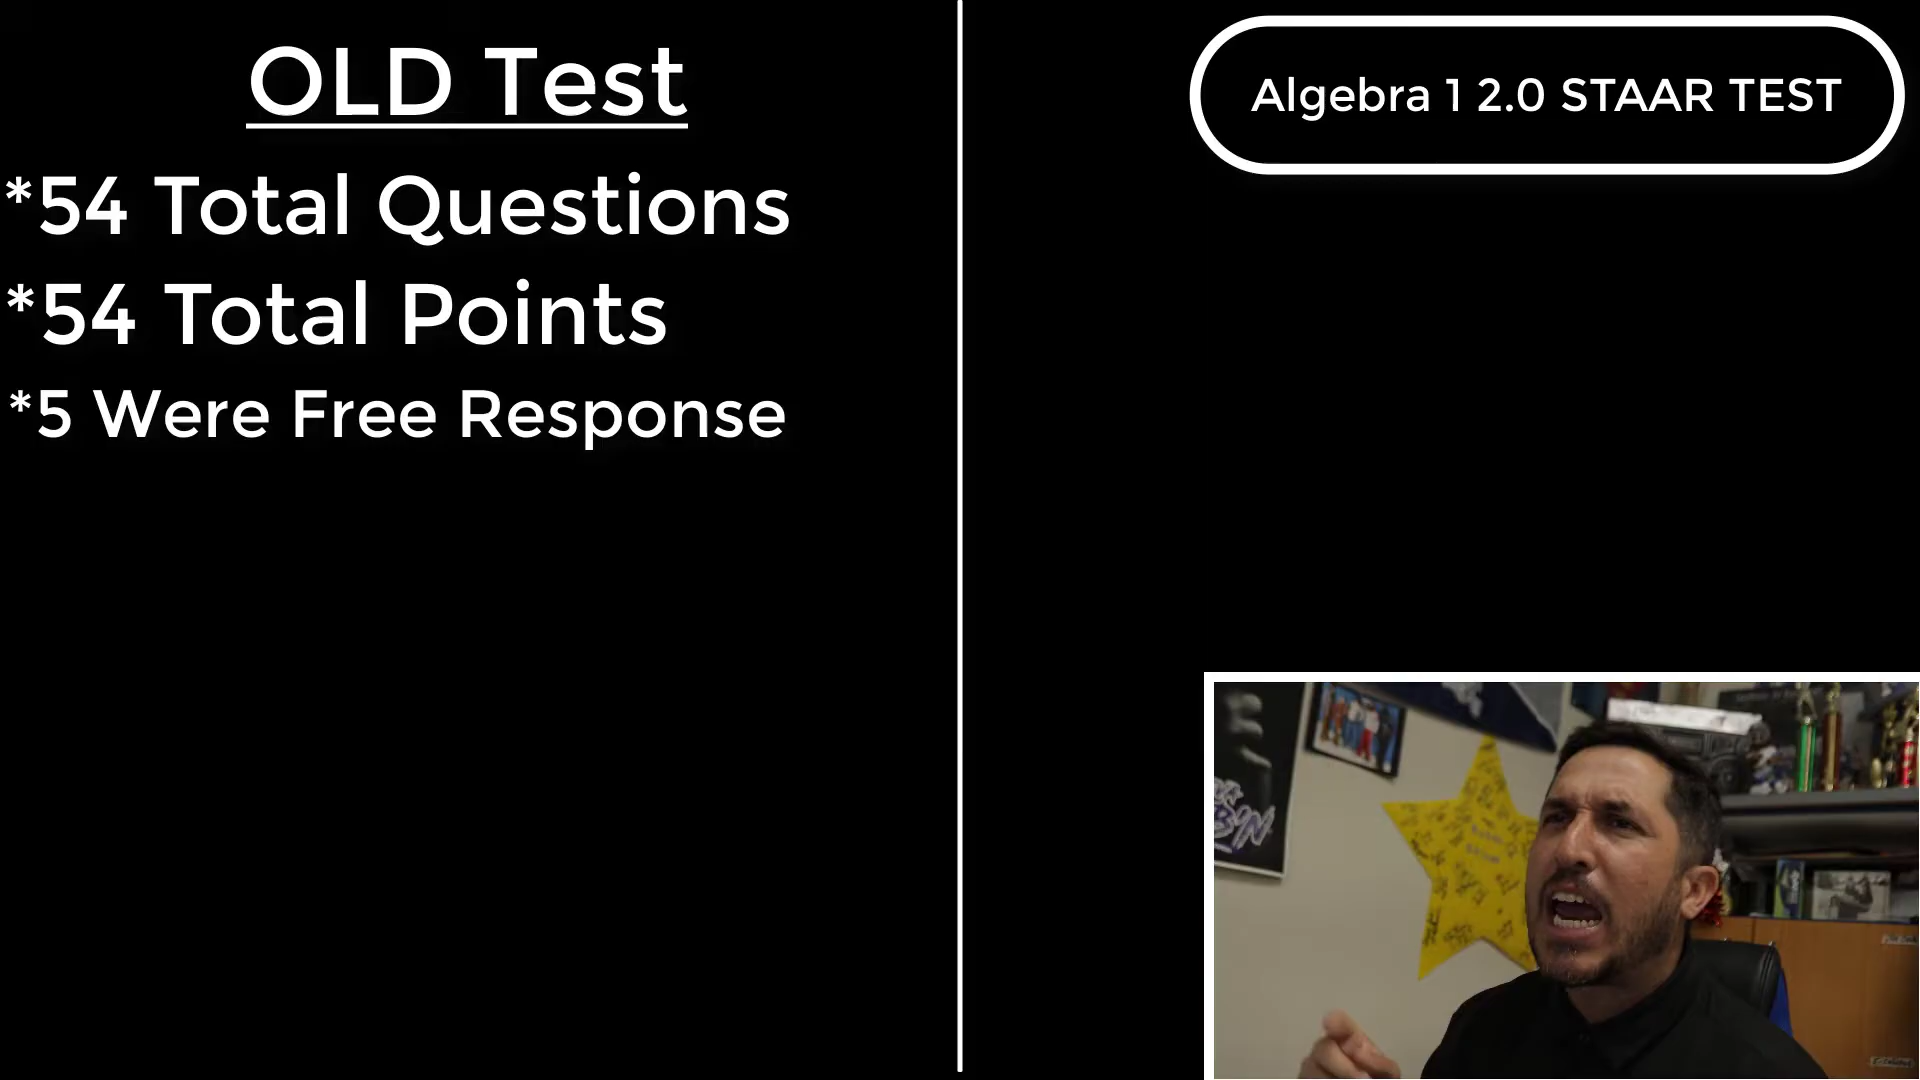 OLD Test
*54 Total Questions
*54 Total Points
*5 Were Free Response
Algebra 1 2.0 STAAR TEST